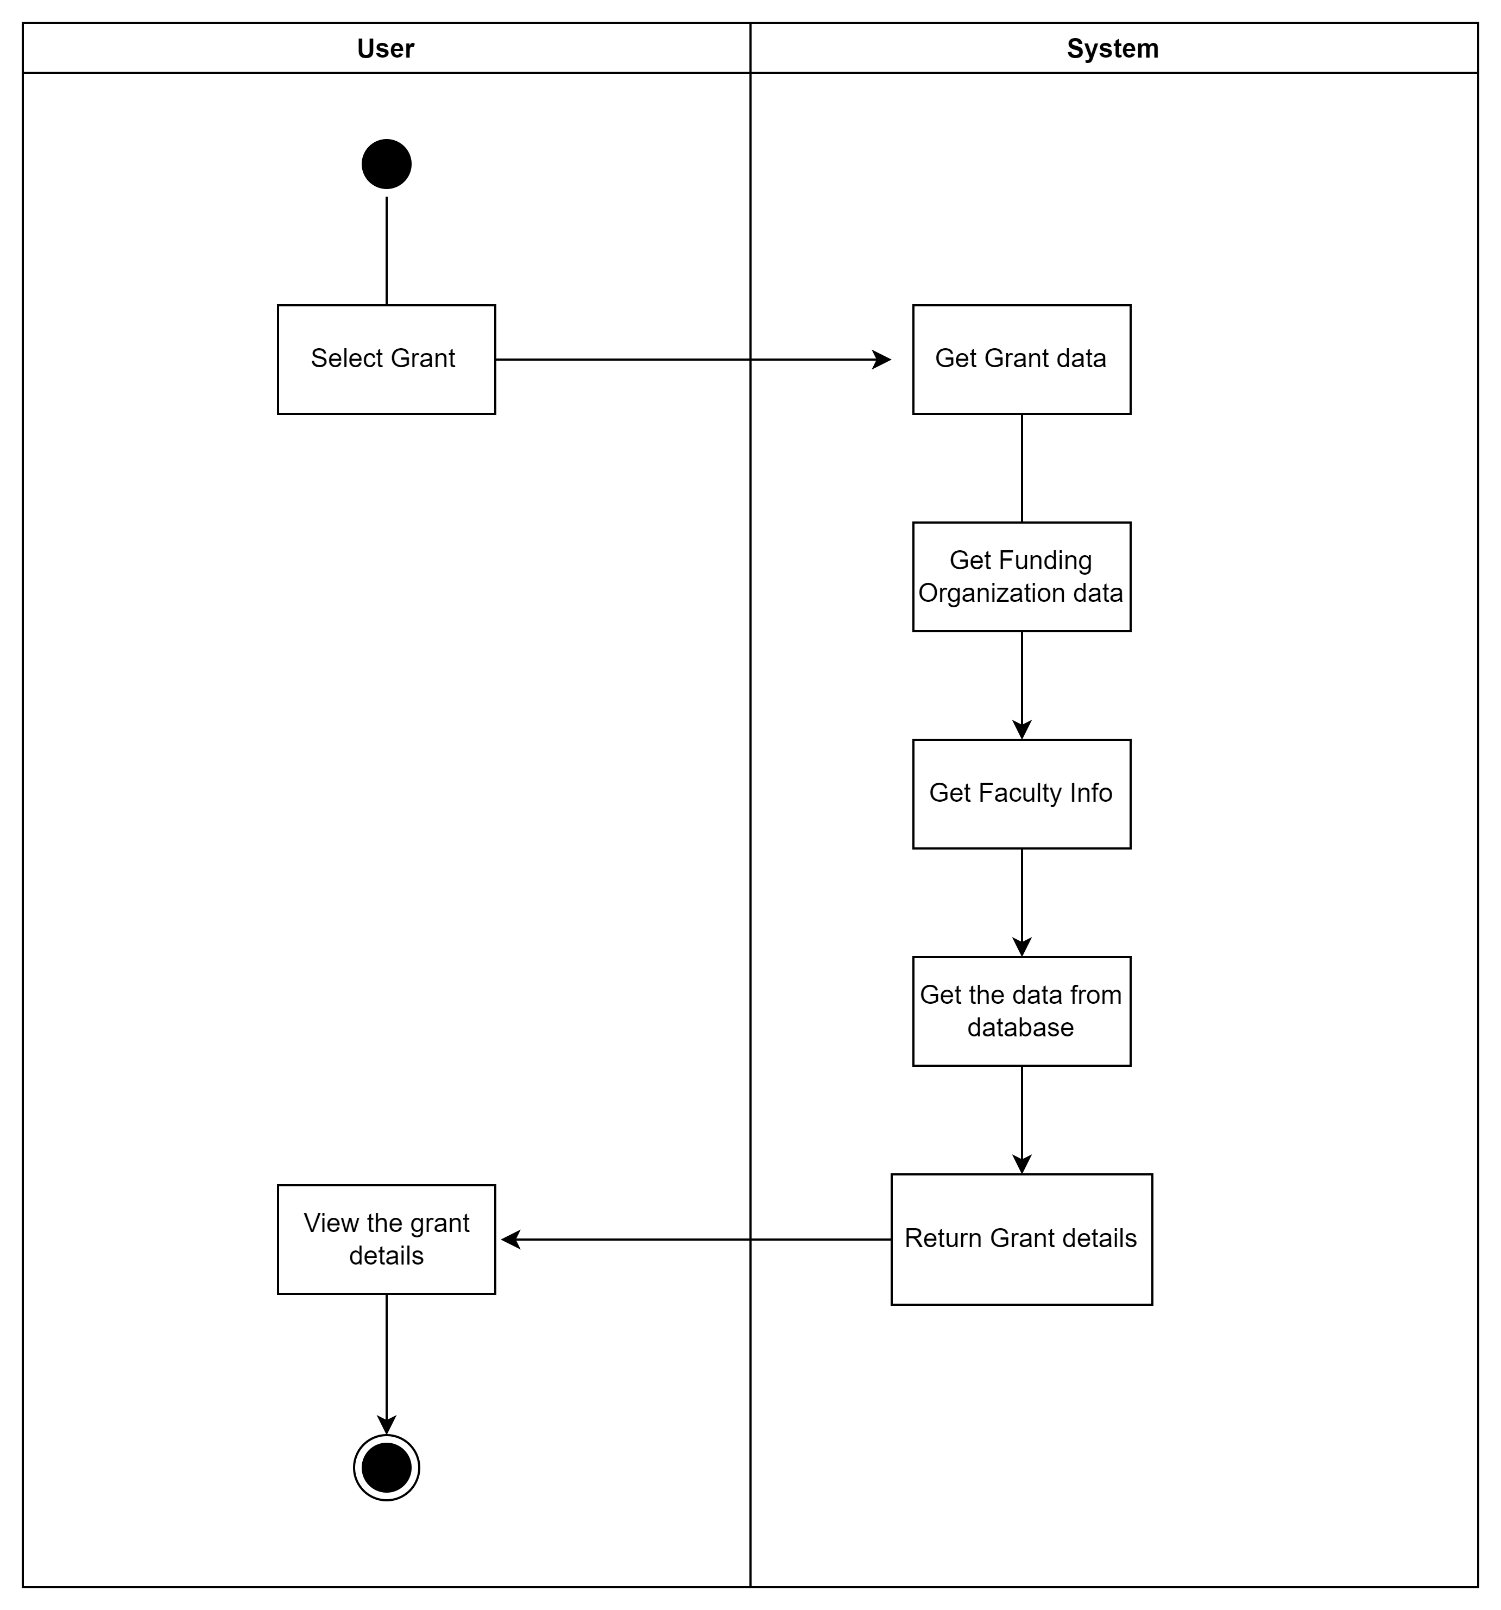 User
System
Select Grant
Get Grant data
Get Funding
Organization data
Get Faculty Info
Get the data from
database
Return Grant details
View the grant
details